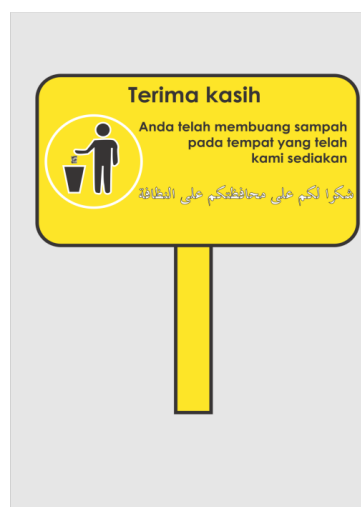 Terima kasih
Anda telah membuang sampah
pada tempat yang telah
kami sediakan
شكرا لكم على محافظتكم على النظافة